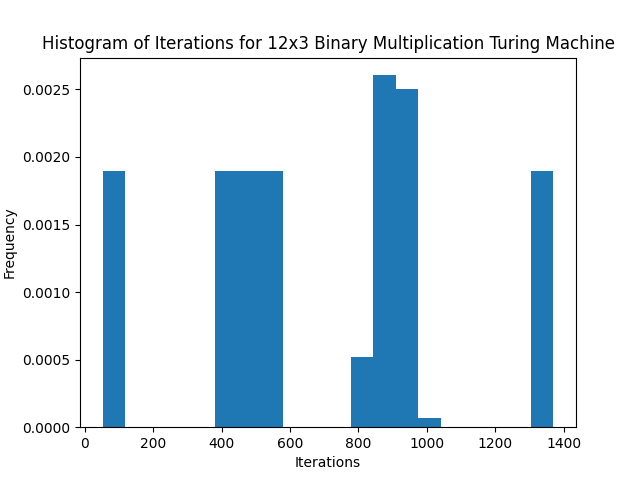 Histogram of Iterations for 12x3 Binary Multiplication Turing Machine
Frequency
0.0025
0.0020
0.0015
0.0010
0.0005
0.0000
0 200 400 600 800 1000 1200 1400
Iterations